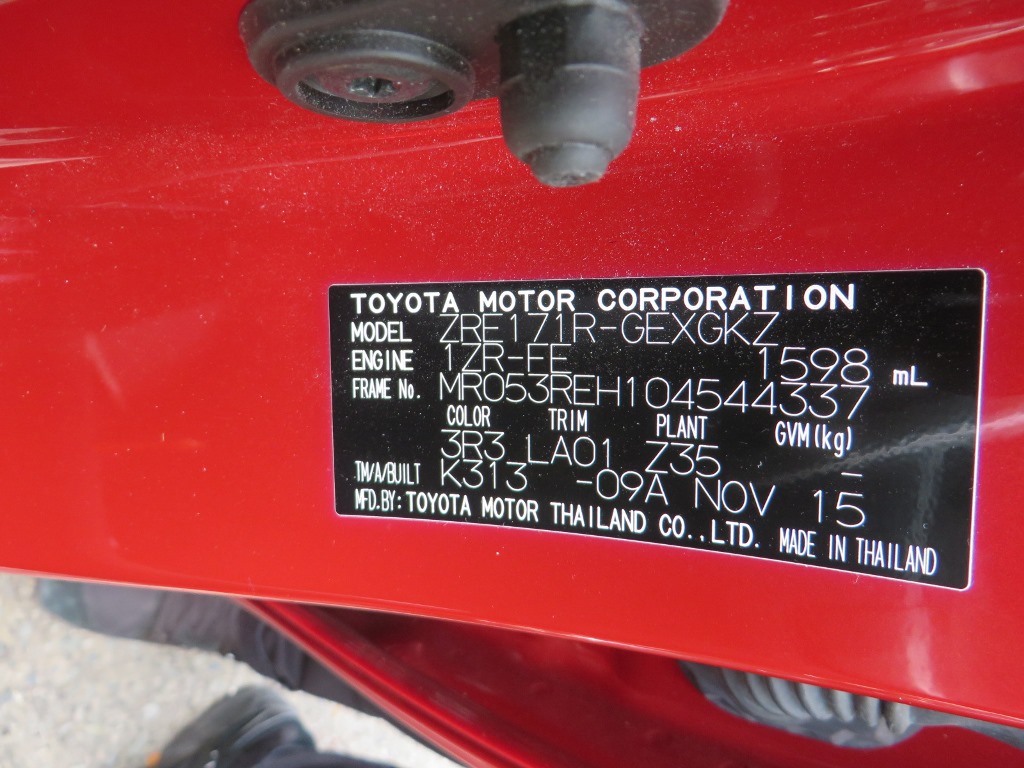 TOYOTA MOTOR CORPORATION
MODEL ZRE171R-GEXGKZ
ENGINE 1ZR-FE 1598 mL
FRAME No. MR053REH104544337
COLOR TRIM PLANT GVM(kg)
3R3 LA01 Z35 -
TM/A/BUILT K313 -09A NOV 15
MFD.BY: TOYOTA MOTOR THAILAND CO.,LTD. MADE IN THAILAND